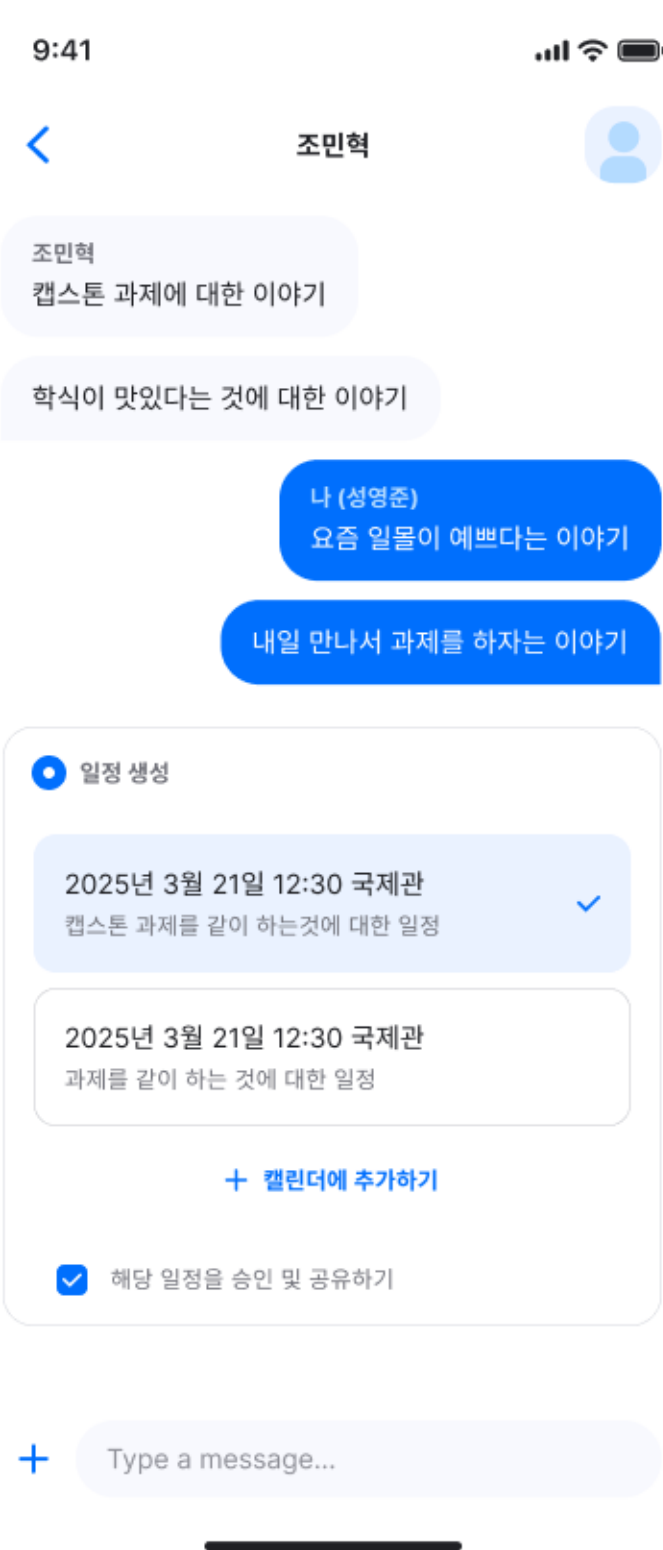 9:41
조민혁
조민혁
캡스톤 과제에 대한 이야기
학식이 맛있다는 것에 대한 이야기
나 (성영준)
요즘 일몰이 예쁘다는 이야기
내일 만나서 과제를 하자는 이야기
일정 생성
2025년 3월 21일 12:30 국제관
캡스톤 과제를 같이 하는것에 대한 일정
2025년 3월 21일 12:30 국제관
과제를 같이 하는 것에 대한 일정
+ 캘린더에 추가하기
해당 일정을 승인 및 공유하기
Type a message...